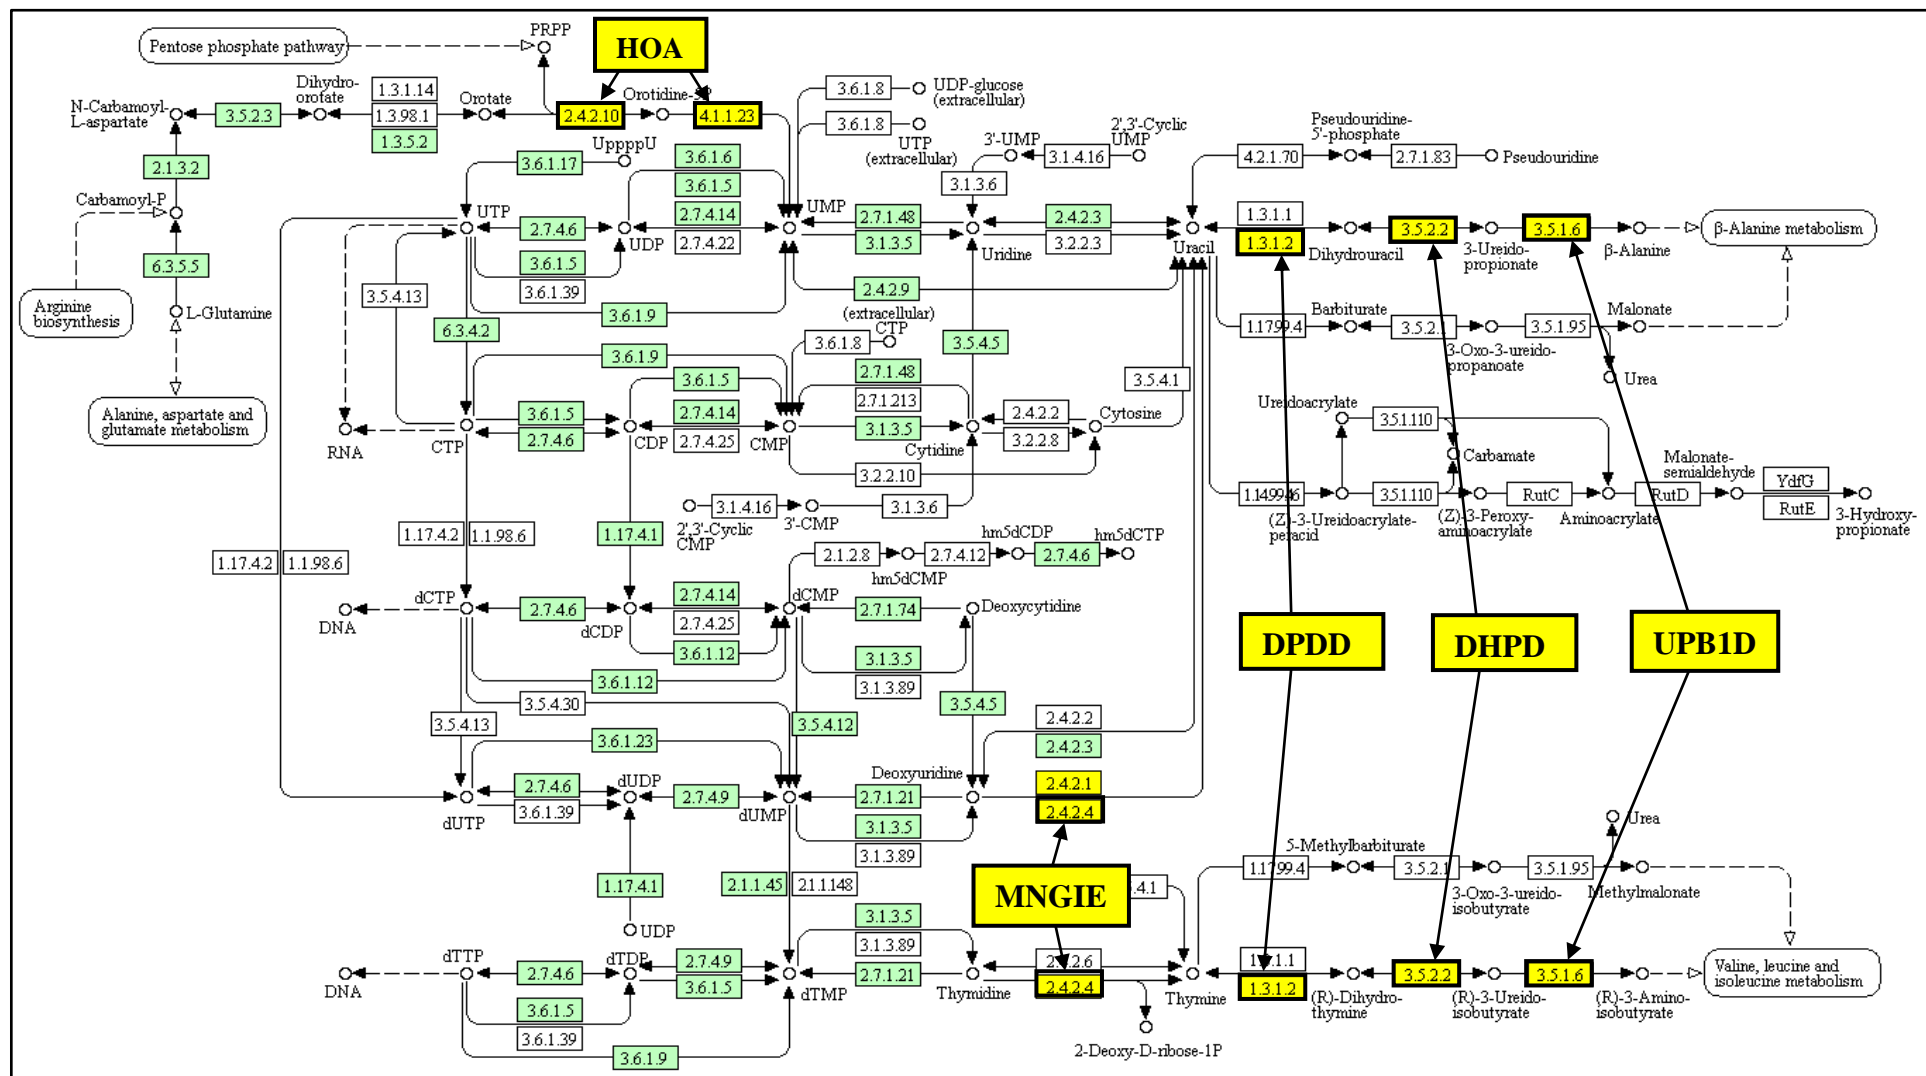 HOA
Pentose phosphate pathway
PRPP
Dihydro-
orotate
1.3.1.14
1.3.98.1
1.3.5.2
Orotate
2.4.2.10
Orotidine-5P
4.1.1.23
3.6.1.8
UDP-glucose
(extracellular)
3.6.1.8
UTP
(extracellular)
N-Carbamoyl-
L-aspartate
3.5.2.3
2.1.3.2
Carbamoyl-P
6.3.5.5
Arginine
biosynthesis
L-Glutamine
Alanine, aspartate and
glutamate metabolism
3.6.1.17
UppppU
3.6.1.6
3.6.1.5
2.7.4.14
2.7.4.22
UTP
2.7.4.6
UDP
3.6.1.5
3.6.1.39
3.6.1.9
UMP
2.7.1.48
3.1.3.5
Uridine
3'-UMP
3.1.4.16
2',3'-Cyclic
UMP
3.1.3.6
2.4.2.3
3.2.2.3
2.4.2.9
Uracil
4.2.1.70
Pseudouridine-
5'-phosphate
2.7.1.83
Pseudouridine
1.3.1.1
1.3.1.2
Dihydrouracil
3.5.2.2
3-Ureido-
propionate
3.5.1.6
β-Alanine
β-Alanine metabolism
1.17.99.4
Barbiturate
3.5.2.1
3-Oxo-3-ureido-
propanoate
3.5.1.95
Malonate
Urea
3.5.4.13
6.3.4.2
(extracellular)
CTP
3.6.1.8
3.5.4.5
3.6.1.9
3.6.1.5
2.7.1.48
2.7.1.213
3.1.3.5
3.5.4.1
RNA
CTP
3.6.1.5
2.7.4.6
CDP
2.7.4.14
2.7.4.25
CMP
Cytidine
2.4.2.2
3.2.2.8
Cytosine
3.2.2.10
Ureidoacrylate
3.5.1.110
Carbamate
1.14.99.46
(Z)-3-Ureidoacrylate-
peracid
3.5.1.110
(Z)-3-Peroxy-
aminoacrylate
RutC
Aminoacrylate
RutD
Malonate-
semialdehyde
YdfG
RutE
3-Hydroxy-
propionate
2',3'-Cyclic
CMP
3.1.4.16
3'-CMP
3.1.3.6
1.17.4.2
1.1.98.6
1.17.4.2
1.1.98.6
1.17.4.1
2.1.2.8
hm5dCMP
2.7.4.12
hm5dCDP
2.7.4.6
hm5dCTP
DNA
dCTP
2.7.4.6
dCDP
2.7.4.14
2.7.4.25
3.6.1.12
dCMP
2.7.1.74
Deoxycytidine
3.6.1.12
3.1.3.5
3.1.3.89
3.5.4.30
3.5.4.13
3.5.4.12
3.5.4.5
DPDD
DHPD
UPB1D
3.6.1.23
2.4.2.2
2.4.2.3
2.4.2.1
2.4.2.4
dUTP
2.7.4.6
3.6.1.39
dUDP
2.7.4.9
dUMP
2.7.1.21
Deoxyuridine
3.1.3.5
3.1.3.89
1.17.4.1
UDP
2.1.1.45
2.1.1.148
MNGIE
4.1
5-Methylbarbiturate
1.17.99.4
3.5.2.1
3-Oxo-3-ureido-
isobutyrate
3.5.1.95
Urea
Methylmalonate
3.1.3.5
3.1.3.89
2.7.1.21
DNA
dTTP
2.7.4.6
dTDP
2.7.4.9
3.6.1.5
dTMP
Thymidine
2.4.2.4
2-Deoxy-D-ribose-1P
Thymine
1.3.1.2
(R)-Dihydro-
thymine
3.5.2.2
(R)-3-Ureido-
isobutyrate
3.5.1.6
(R)-3-Amino-
isobutyrate
Valine, leucine and
isoleucine metabolism
3.6.1.5
3.6.1.39
3.6.1.9